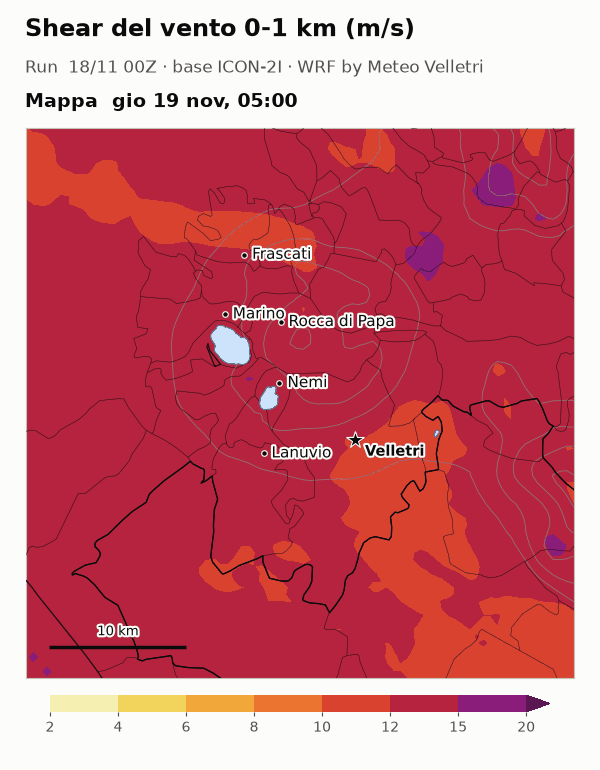 Shear del vento 0-1 km (m/s)
Run  18/11 00Z · base ICON-2I · WRF by Meteo Velletri
Mappa  gio 19 nov, 05:00
Frascati
Marino
Rocca di Papa
Nemi
Velletri
Lanuvio
10 km
2 4 6 8 10 12 15 20